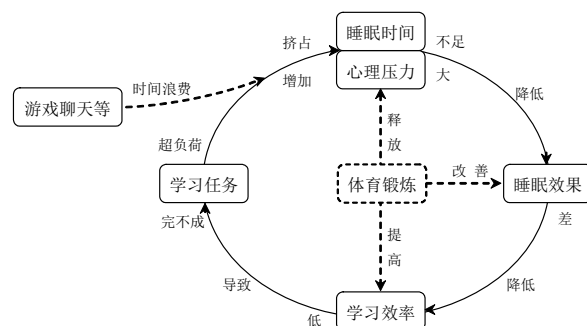 挤占
睡眠时间
不足
增加
心理压力
大
时间浪费
游戏聊天等
降低
释
放
超负荷
学习任务
体育锻炼
改 善
睡眠效果
完不成
差
提
高
导致
降低
低
学习效率